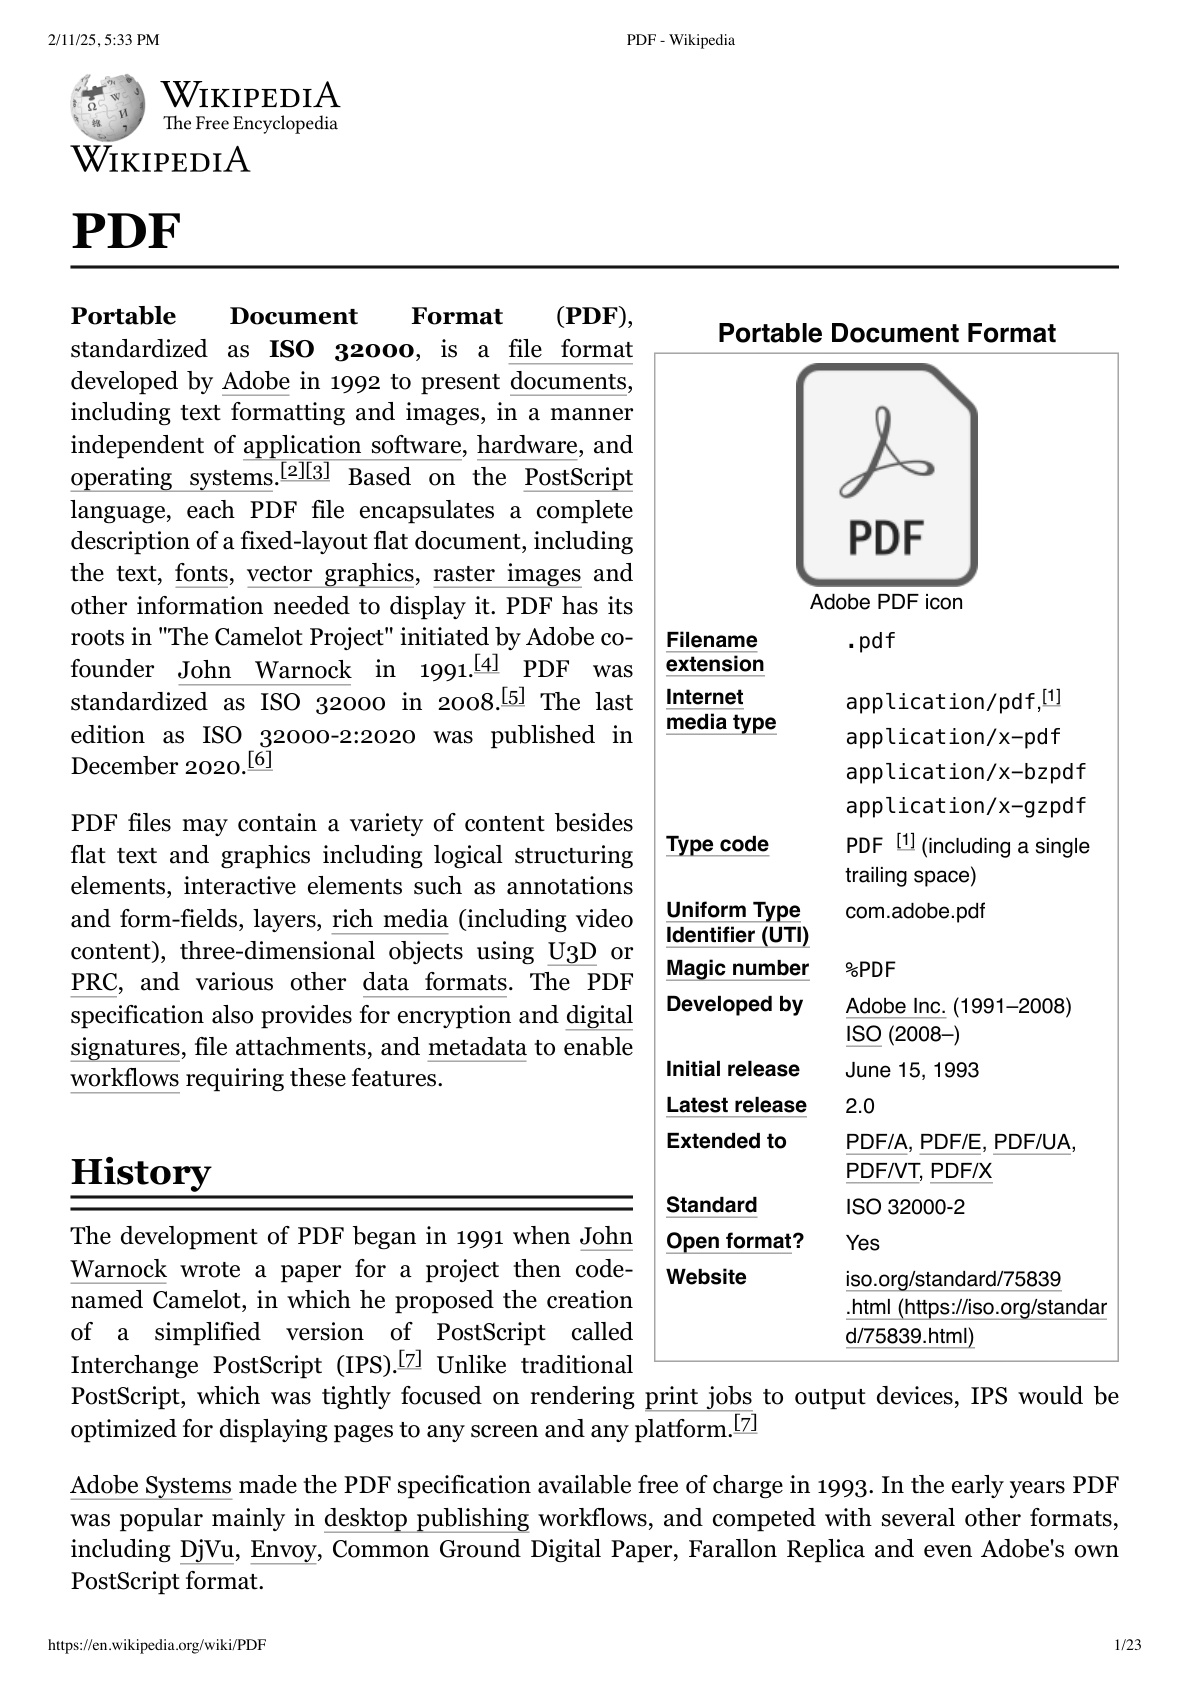 2/11/25, 5:33 PM
PDF - Wikipedia
WIKIPEDIA
The Free Encyclopedia
WIKIPEDIA
PDF
Portable Document Format (PDF),
standardized as ISO 32000, is a file format
developed by Adobe in 1992 to present documents,
including text formatting and images, in a manner
independent of application software, hardware, and
operating systems.[2][3] Based on the PostScript
language, each PDF file encapsulates a complete
description of a fixed-layout flat document, including
the text, fonts, vector graphics, raster images and
other information needed to display it. PDF has its
roots in "The Camelot Project" initiated by Adobe co-
founder John Warnock in 1991.[4] PDF was
standardized as ISO 32000 in 2008.[5] The last
edition as ISO 32000-2:2020 was published in
December 2020.[6]
PDF files may contain a variety of content besides
flat text and graphics including logical structuring
elements, interactive elements such as annotations
and form-fields, layers, rich media (including video
content), three-dimensional objects using U3D or
PRC, and various other data formats. The PDF
specification also provides for encryption and digital
signatures, file attachments, and metadata to enable
workflows requiring these features.
Portable Document Format
PDF
Adobe PDF icon
Filename
extension
.pdf
Internet
media type
application/pdf,[1]
application/x-pdf
application/x-bzpdf
application/x-gzpdf
Type code
PDF [1] (including a single
trailing space)
Uniform Type
Identifier (UTI)
com.adobe.pdf
Magic number
%PDF
Developed by
Adobe Inc. (1991–2008)
ISO (2008–)
Initial release
June 15, 1993
Latest release
2.0
Extended to
PDF/A, PDF/E, PDF/UA,
PDF/VT, PDF/X
Standard
ISO 32000-2
Open format?
Yes
Website
iso.org/standard/75839
.html (https://iso.org/standar
d/75839.html)
History
The development of PDF began in 1991 when John
Warnock wrote a paper for a project then code-
named Camelot, in which he proposed the creation
of a simplified version of PostScript called
Interchange PostScript (IPS).[7] Unlike traditional
PostScript, which was tightly focused on rendering print jobs to output devices, IPS would be
optimized for displaying pages to any screen and any platform.[7]
Adobe Systems made the PDF specification available free of charge in 1993. In the early years PDF
was popular mainly in desktop publishing workflows, and competed with several other formats,
including DjVu, Envoy, Common Ground Digital Paper, Farallon Replica and even Adobe's own
PostScript format.
https://en.wikipedia.org/wiki/PDF
1/23